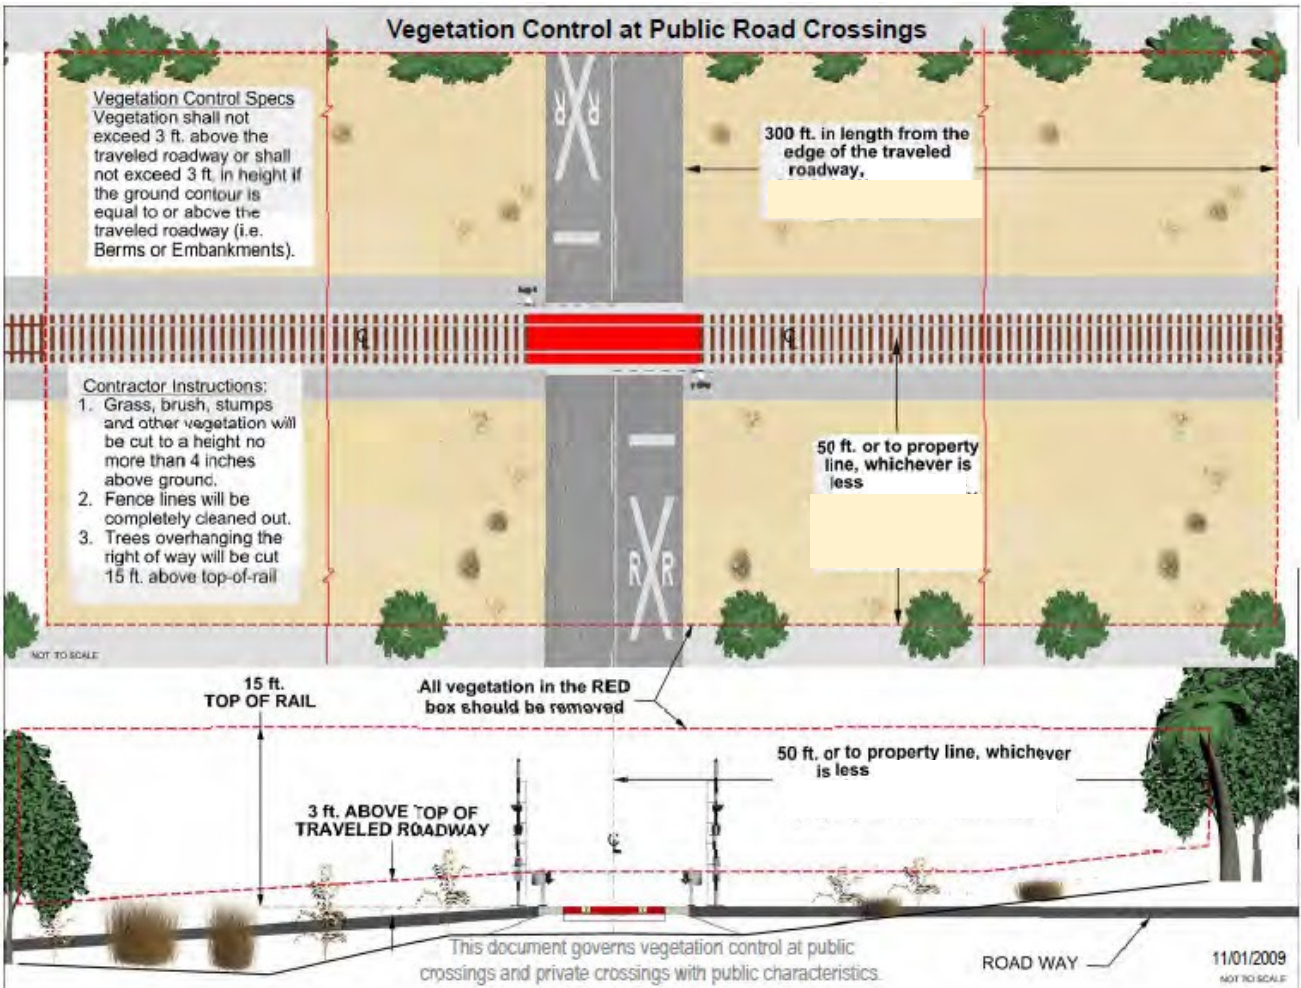 Vegetation Control at Public Road Crossings
Vegetation Control Specs
Vegetation shall not
exceed 3 ft. above the
traveled roadway or shall
not exceed 3 ft. in height if
the ground contour is
equal to or above the
traveled roadway (i.e.
Berms or Embankments).
R R
300 ft. in length from the
edge of the traveled
roadway,
Contractor Instructions:
1. Grass, brush, stumps
and other vegetation will
be cut to a height no
more than 4 inches
above ground.
2. Fence lines will be
completely cleaned out.
3. Trees overhanging the
right of way will be cut
15 ft. above top-of-rail
50 ft. or to property
line, whichever is
less
R R
NOT TO SCALE
15 ft.
TOP OF RAIL
All vegetation in the RED
box should be removed
50 ft. or to property line, whichever
is less
3 ft. ABOVE TOP OF
TRAVELED ROADWAY
This document governs vegetation control at public
crossings and private crossings with public characteristics.
ROAD WAY
11/01/2009
NOT TO SCALE